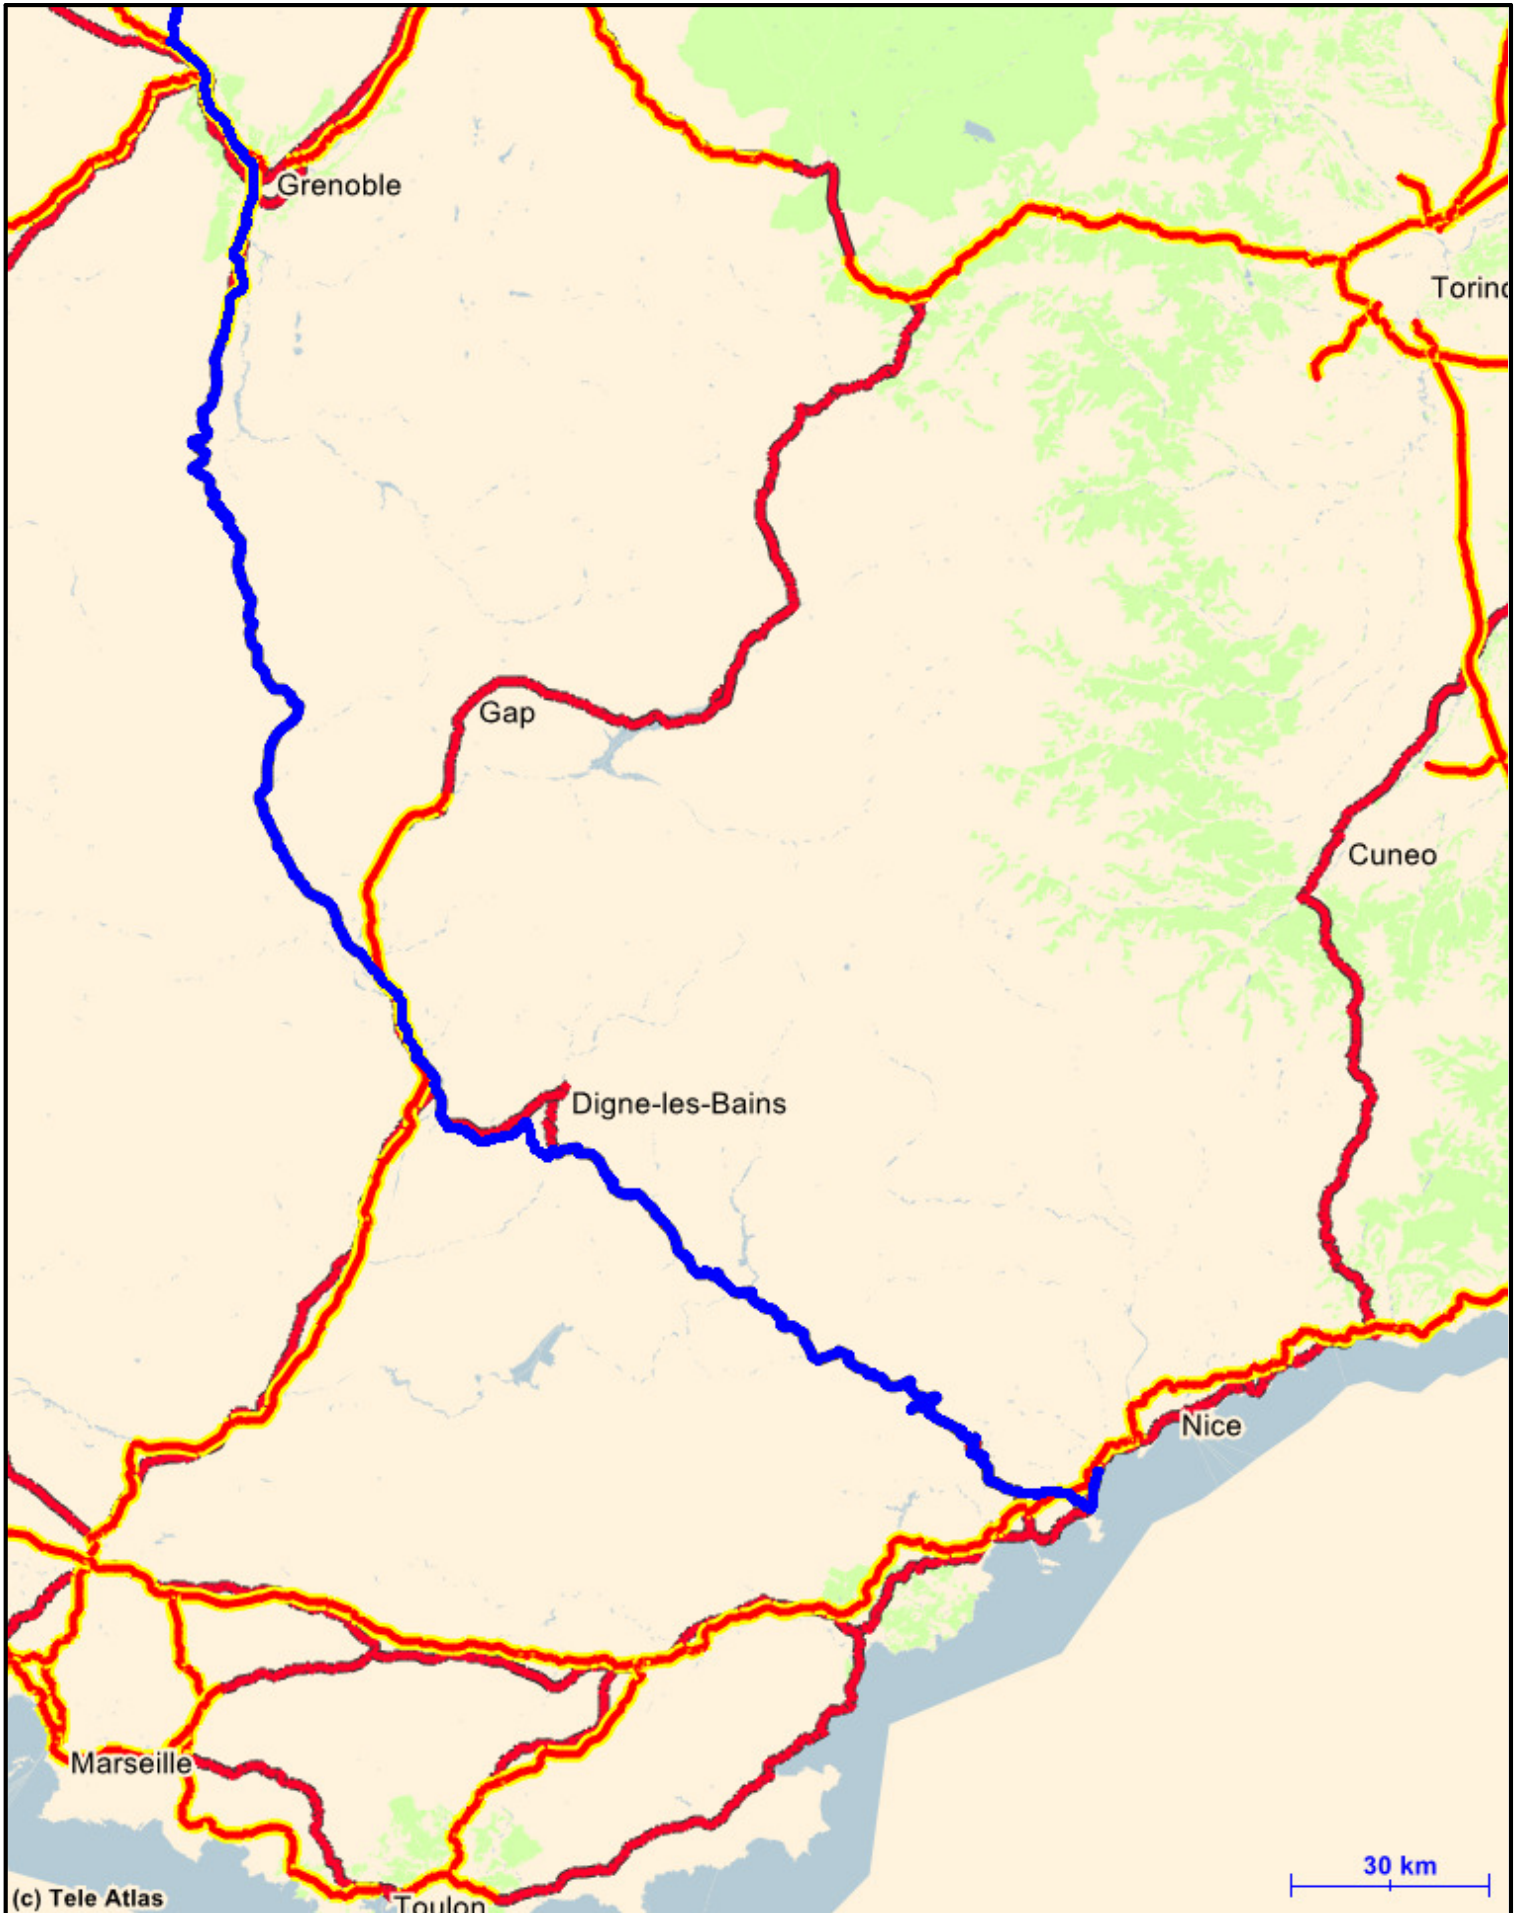 Grenoble
Torino
Gap
Cuneo
Digne-les-Bains
Nice
Marseille
30 km
(c) Tele Atlas
Toulon